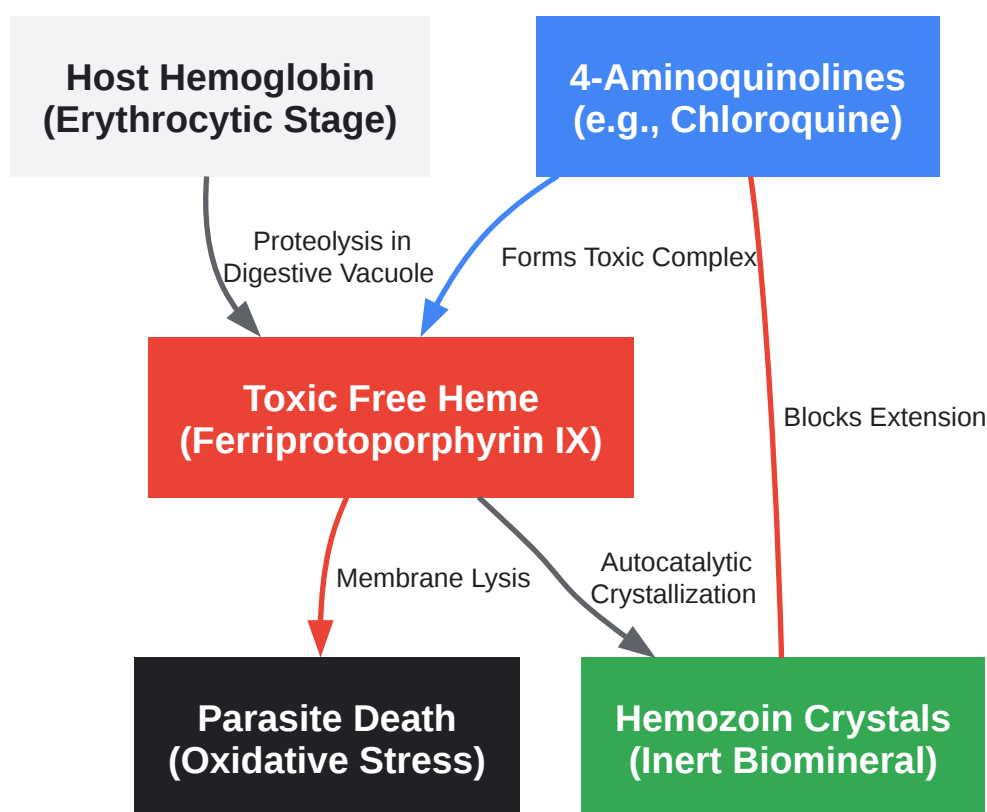 Host Hemoglobin
(Erythrocytic Stage)
4-Aminoquinolines
(e.g., Chloroquine)
Proteolysis in
Digestive Vacuole
Forms Toxic Complex
Toxic Free Heme
(Ferriprotoporphyrin IX)
Blocks Extension
Membrane Lysis
Autocatalytic
Crystallization
Parasite Death
(Oxidative Stress)
Hemozoin Crystals
(Inert Biomineral)